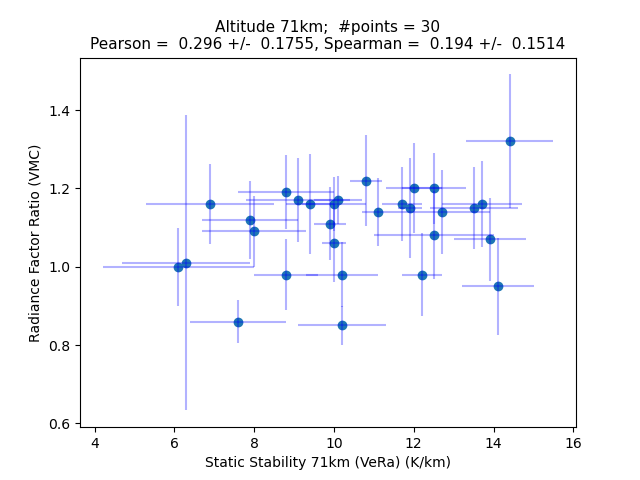 Altitude 71km;  #points = 30
Pearson =  0.296 +/-  0.1755, Spearman =  0.194 +/-  0.1514
Radiance Factor Ratio (VMC)
1.4
1.2
1.0
0.8
0.6
4 6 8 10 12 14 16
Static Stability 71km (VeRa) (K/km)